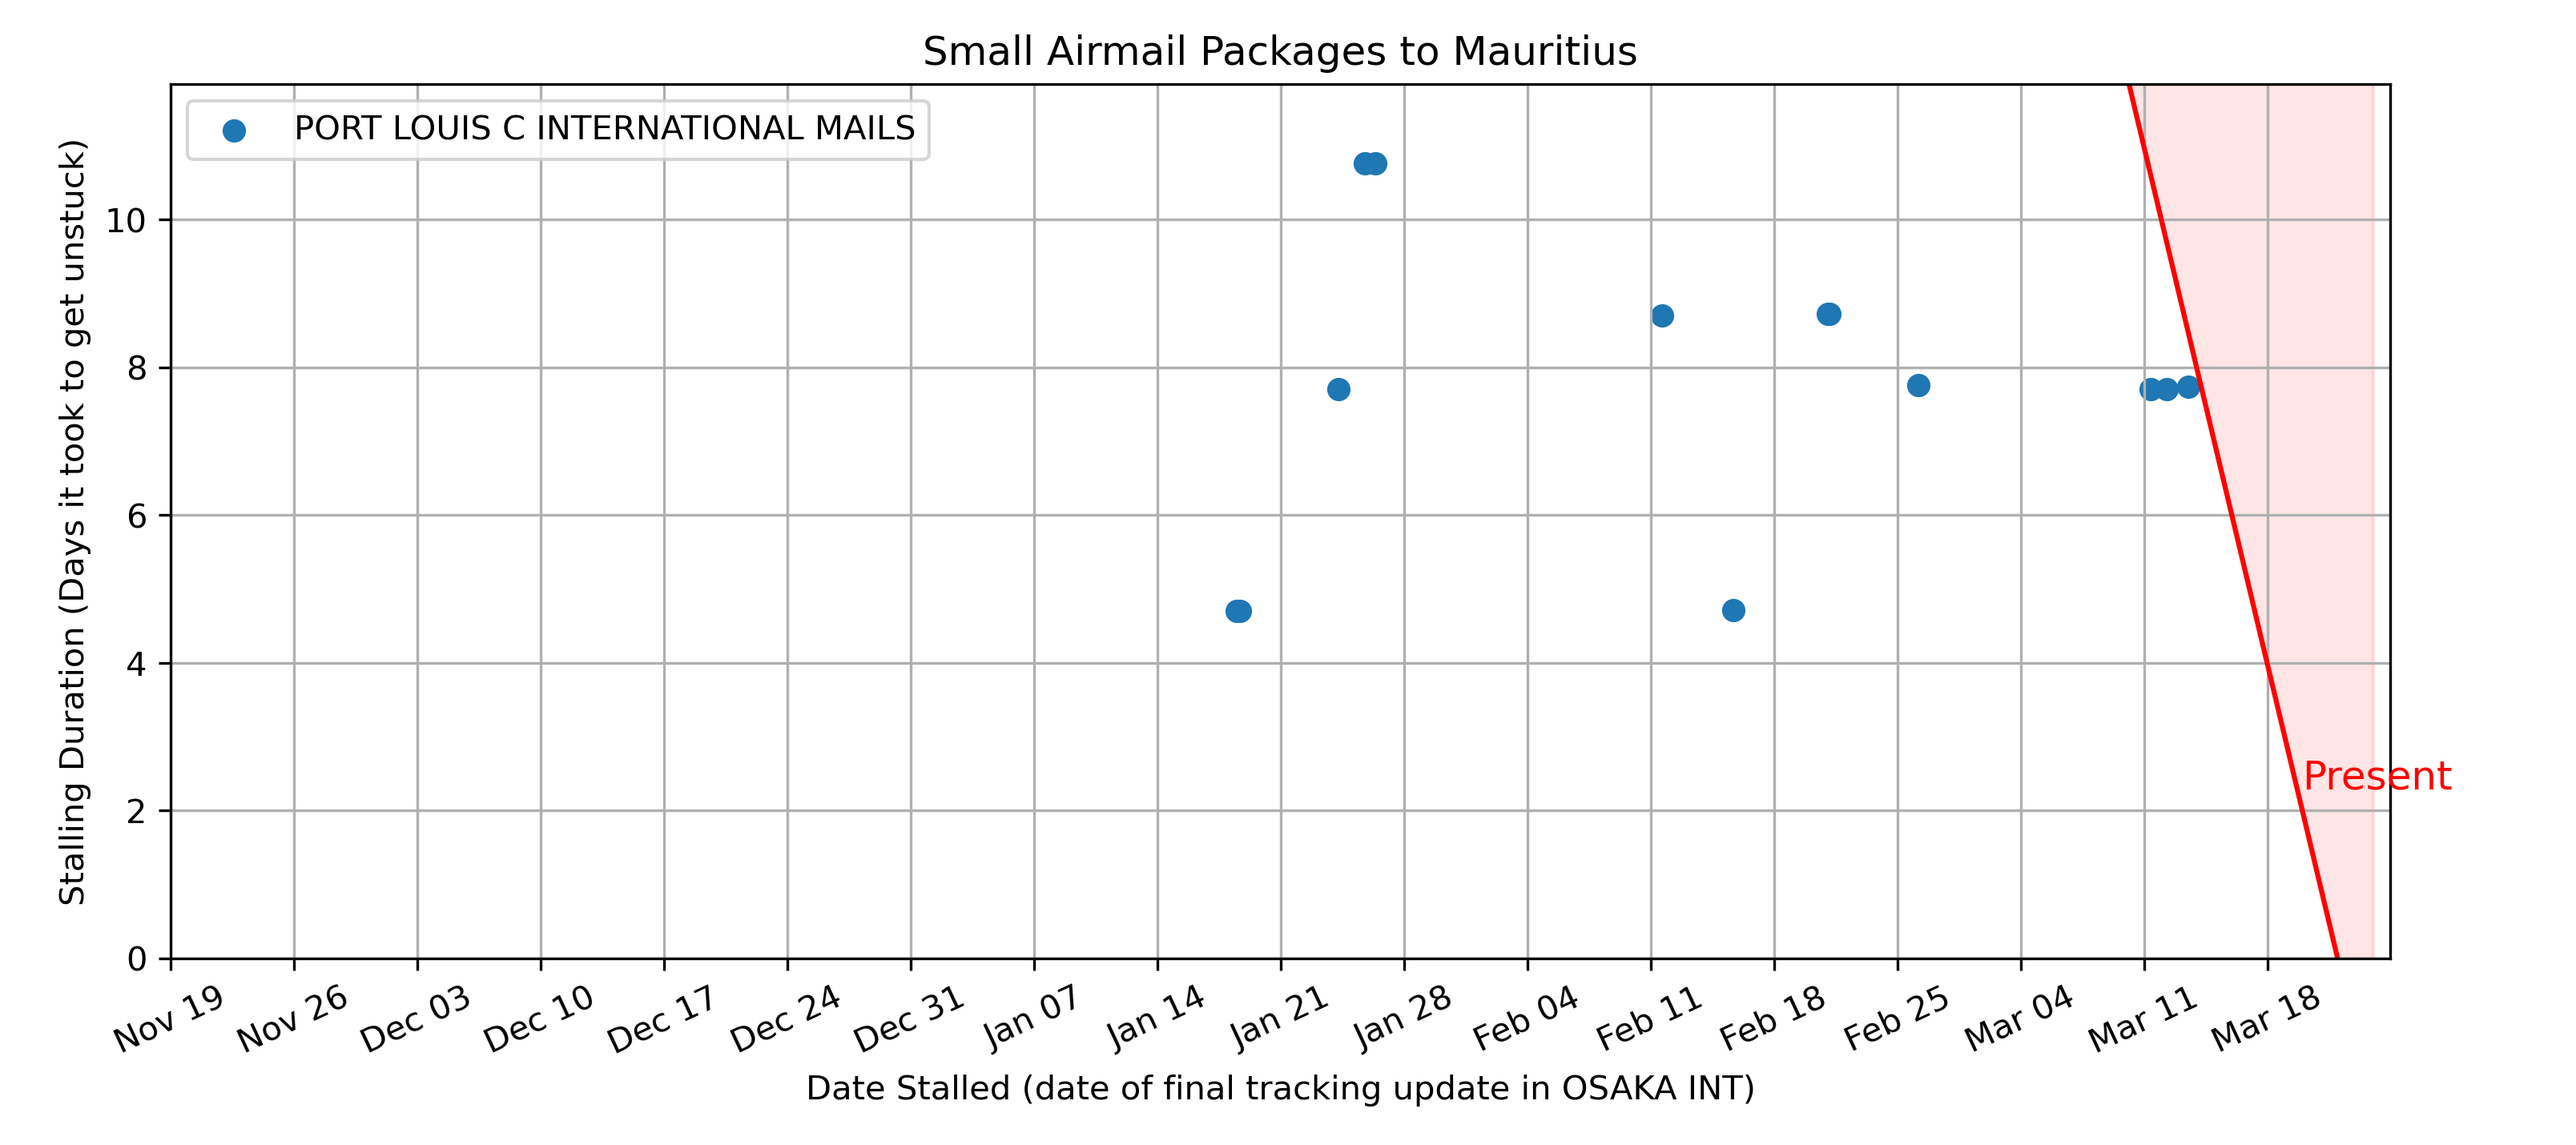 Small Airmail Packages to Mauritius
PORT LOUIS C INTERNATIONAL MAILS
Stalling Duration (Days it took to get unstuck)
10
8
6
4
2
0
Present
Nov 19
Nov 26
Dec 03
Dec 10
Dec 17
Dec 24
Dec 31
Jan 07
Jan 14
Jan 21
Jan 28
Feb 04
Feb 11
Feb 18
Feb 25
Mar 04
Mar 11
Mar 18
Date Stalled (date of final tracking update in OSAKA INT)